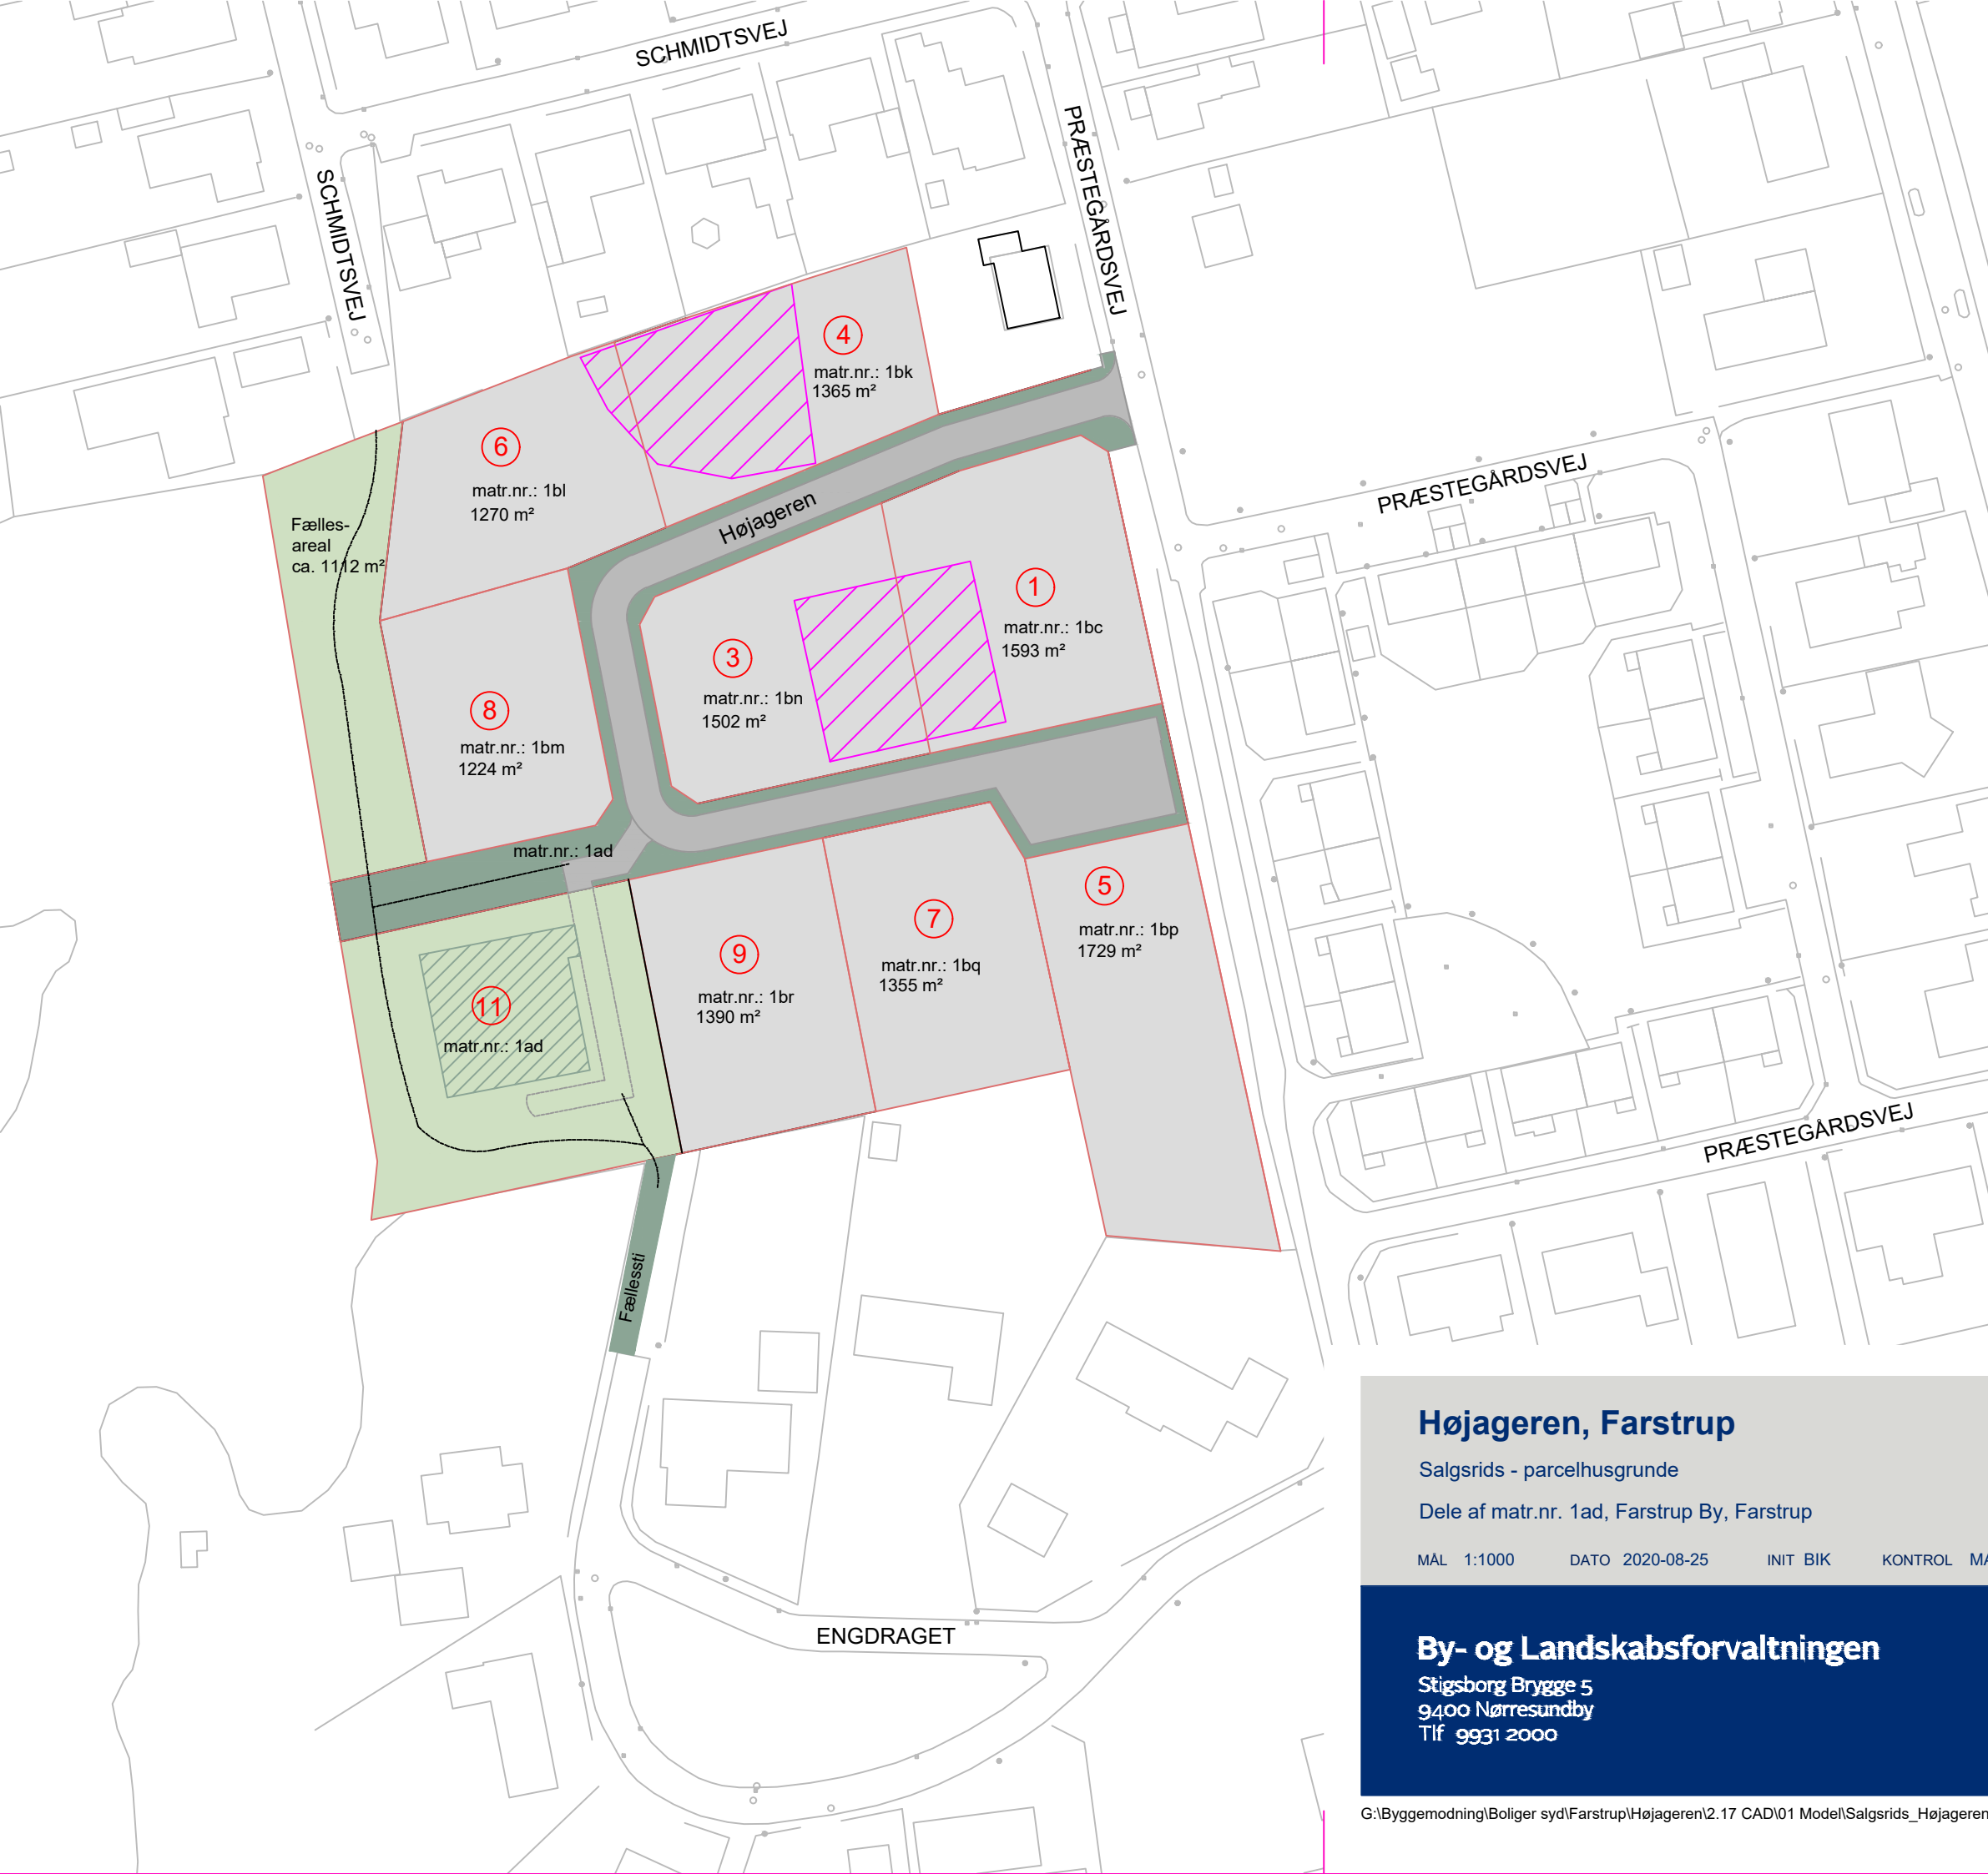 SCHMIDTSVEJ
SCHMIDTSVEJ
PRÆSTEGÅRDSVEJ
4
matr.nr.: 1bk
1365 m²
6
matr.nr.: 1bl
1270 m²
Fælles-
areal
ca. 1112 m²
Højageren
PRÆSTEGÅRDSVEJ
1
matr.nr.: 1bc
1593 m²
3
matr.nr.: 1bn
1502 m²
8
matr.nr.: 1bm
1224 m²
matr.nr.: 1ad
5
matr.nr.: 1bp
1729 m²
7
matr.nr.: 1bq
1355 m²
9
matr.nr.: 1br
1390 m²
11
matr.nr.: 1ad
PRÆSTEGÅRDSVEJ
Fællessti
ENGDRAGET
Højageren, Farstrup
Salgsrids - parcelhusgrunde
Dele af matr.nr. 1ad, Farstrup By, Farstrup
MÅL 1:1000 DATO 2020-08-25 INIT BIK KONTROL MA
By- og Landskabsforvaltningen
Stigsborg Brygge 5
9400 Nørresundby
Tlf 9931 2000
G:\Byggemodning\Boliger syd\Farstrup\Højageren\2.17 CAD\01 Model\Salgsrids_Højageren